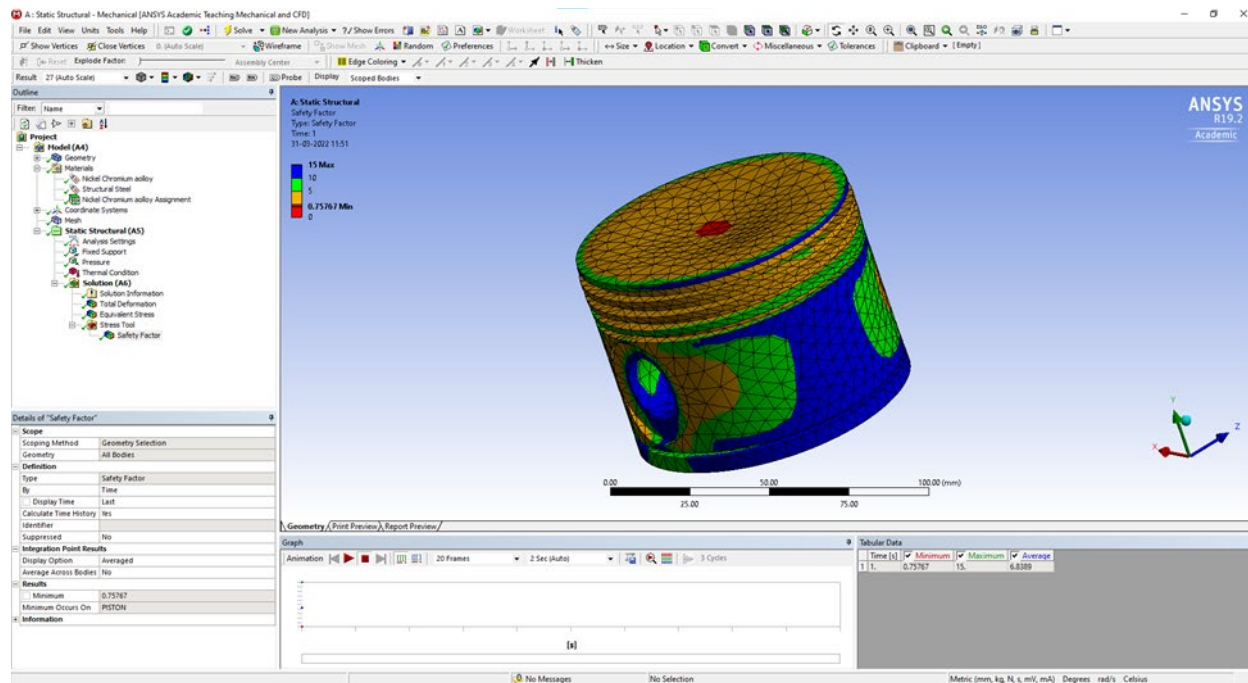 A : Static Structural - Mechanical [ANSYS Academic Teaching Mechanical and CFD]
File Edit View Units Tools Help Solve New Analysis ?/ Show Errors Worksheet
Show Vertices Close Vertices 0. (Auto Scale) Wireframe Show Mesh Random Preferences Size Location Convert Miscellaneous Tolerances Clipboard [Empty]
Reset Explode Factor: Assembly Center Edge Coloring Thicken
Result 27 (Auto Scale) Probe Display Scoped Bodies
Outline
Filter: Name
Project
Model (A4)
Geometry
Materials
Nickel Chromium aolloy
Structural Steel
Nickel Chromium aolloy Assignment
Coordinate Systems
Mesh
Static Structural (A5)
Analysis Settings
Fixed Support
Pressure
Thermal Condition
Solution (A6)
Solution Information
Total Deformation
Equivalent Stress
Stress Tool
Safety Factor
Details of "Safety Factor"
Scope
Scoping Method Geometry Selection
Geometry All Bodies
Definition
Type Safety Factor
By Time
Display Time Last
Calculate Time History Yes
Identifier
Suppressed No
Integration Point Results
Display Option Averaged
Average Across Bodies No
Results
Minimum 0.75767
Minimum Occurs On PISTON
Information
A: Static Structural
Safety Factor
Type: Safety Factor
Time: 1
31-03-2022 11:51
15 Max
10
5
0.75767 Min
0
ANSYS
R19.2
Academic
Y
Z
X
0.00 50.00 100.00 (mm)
25.00 75.00
Geometry Print Preview Report Preview
Graph
Animation 20 Frames 2 Sec (Auto) 3 Cycles
[s]
Tabular Data
Time [s] Minimum Maximum Average
1 1. 0.75767 15. 6.8389
No Messages No Selection Metric (mm, kg, N, s, mV, mA) Degrees rad/s Celsius